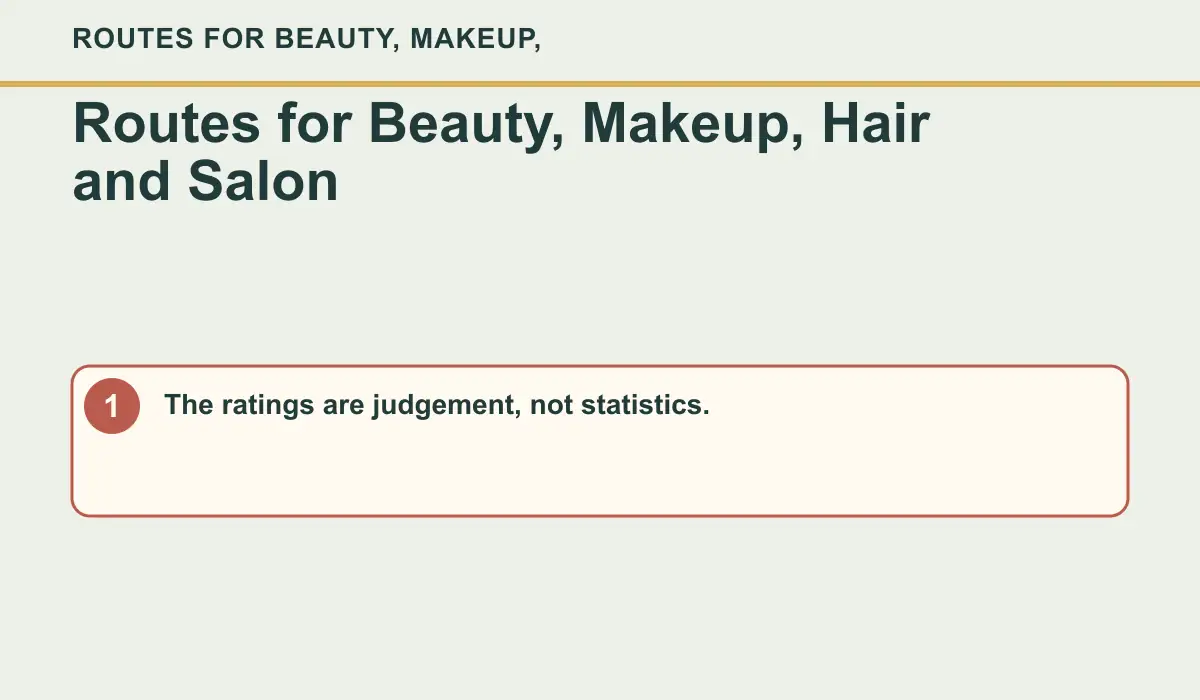 ROUTES FOR BEAUTY, MAKEUP,
Routes for Beauty, Makeup, Hair
and Salon
1 The ratings are judgement, not statistics.